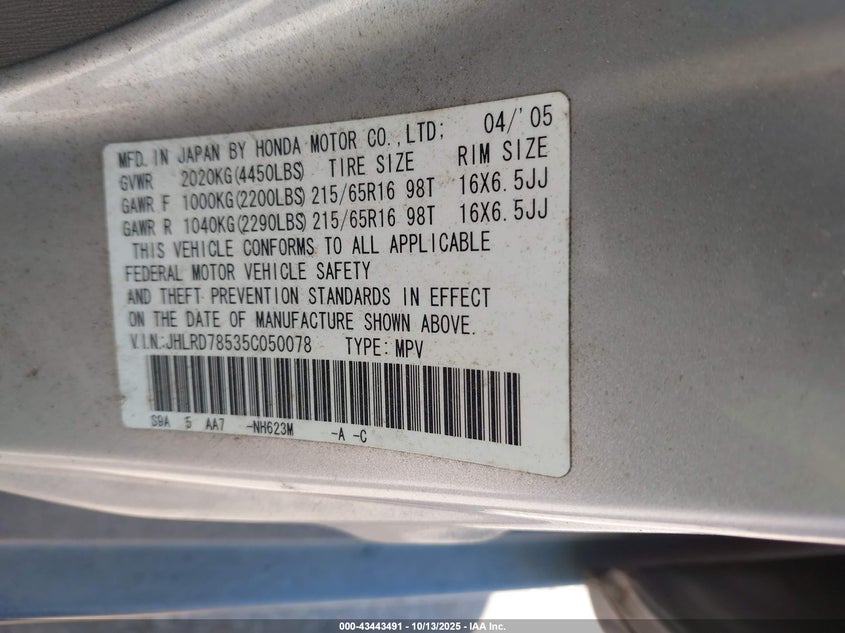 MFD. IN JAPAN BY HONDA MOTOR CO.,LTD: 04/'05
GVWR 2020KG(4450LBS) TIRE SIZE RIM SIZE
GAWR F 1000KG(2200LBS) 215/65R16 98T 16X6.5JJ
GAWR R 1040KG(2290LBS) 215/65R16 98T 16X6.5JJ
THIS VEHICLE CONFORMS TO ALL APPLICABLE
FEDERAL MOTOR VEHICLE SAFETY
AND THEFT PREVENTION STANDARDS IN EFFECT
ON THE DATE OF MANUFACTURE SHOWN ABOVE.
V.I.N.:JHLRD78535C050078 TYPE: MPV
S9A 5 AA7 -NH623M -A -C
000-43443491 - 10/13/2025 - IAA Inc.